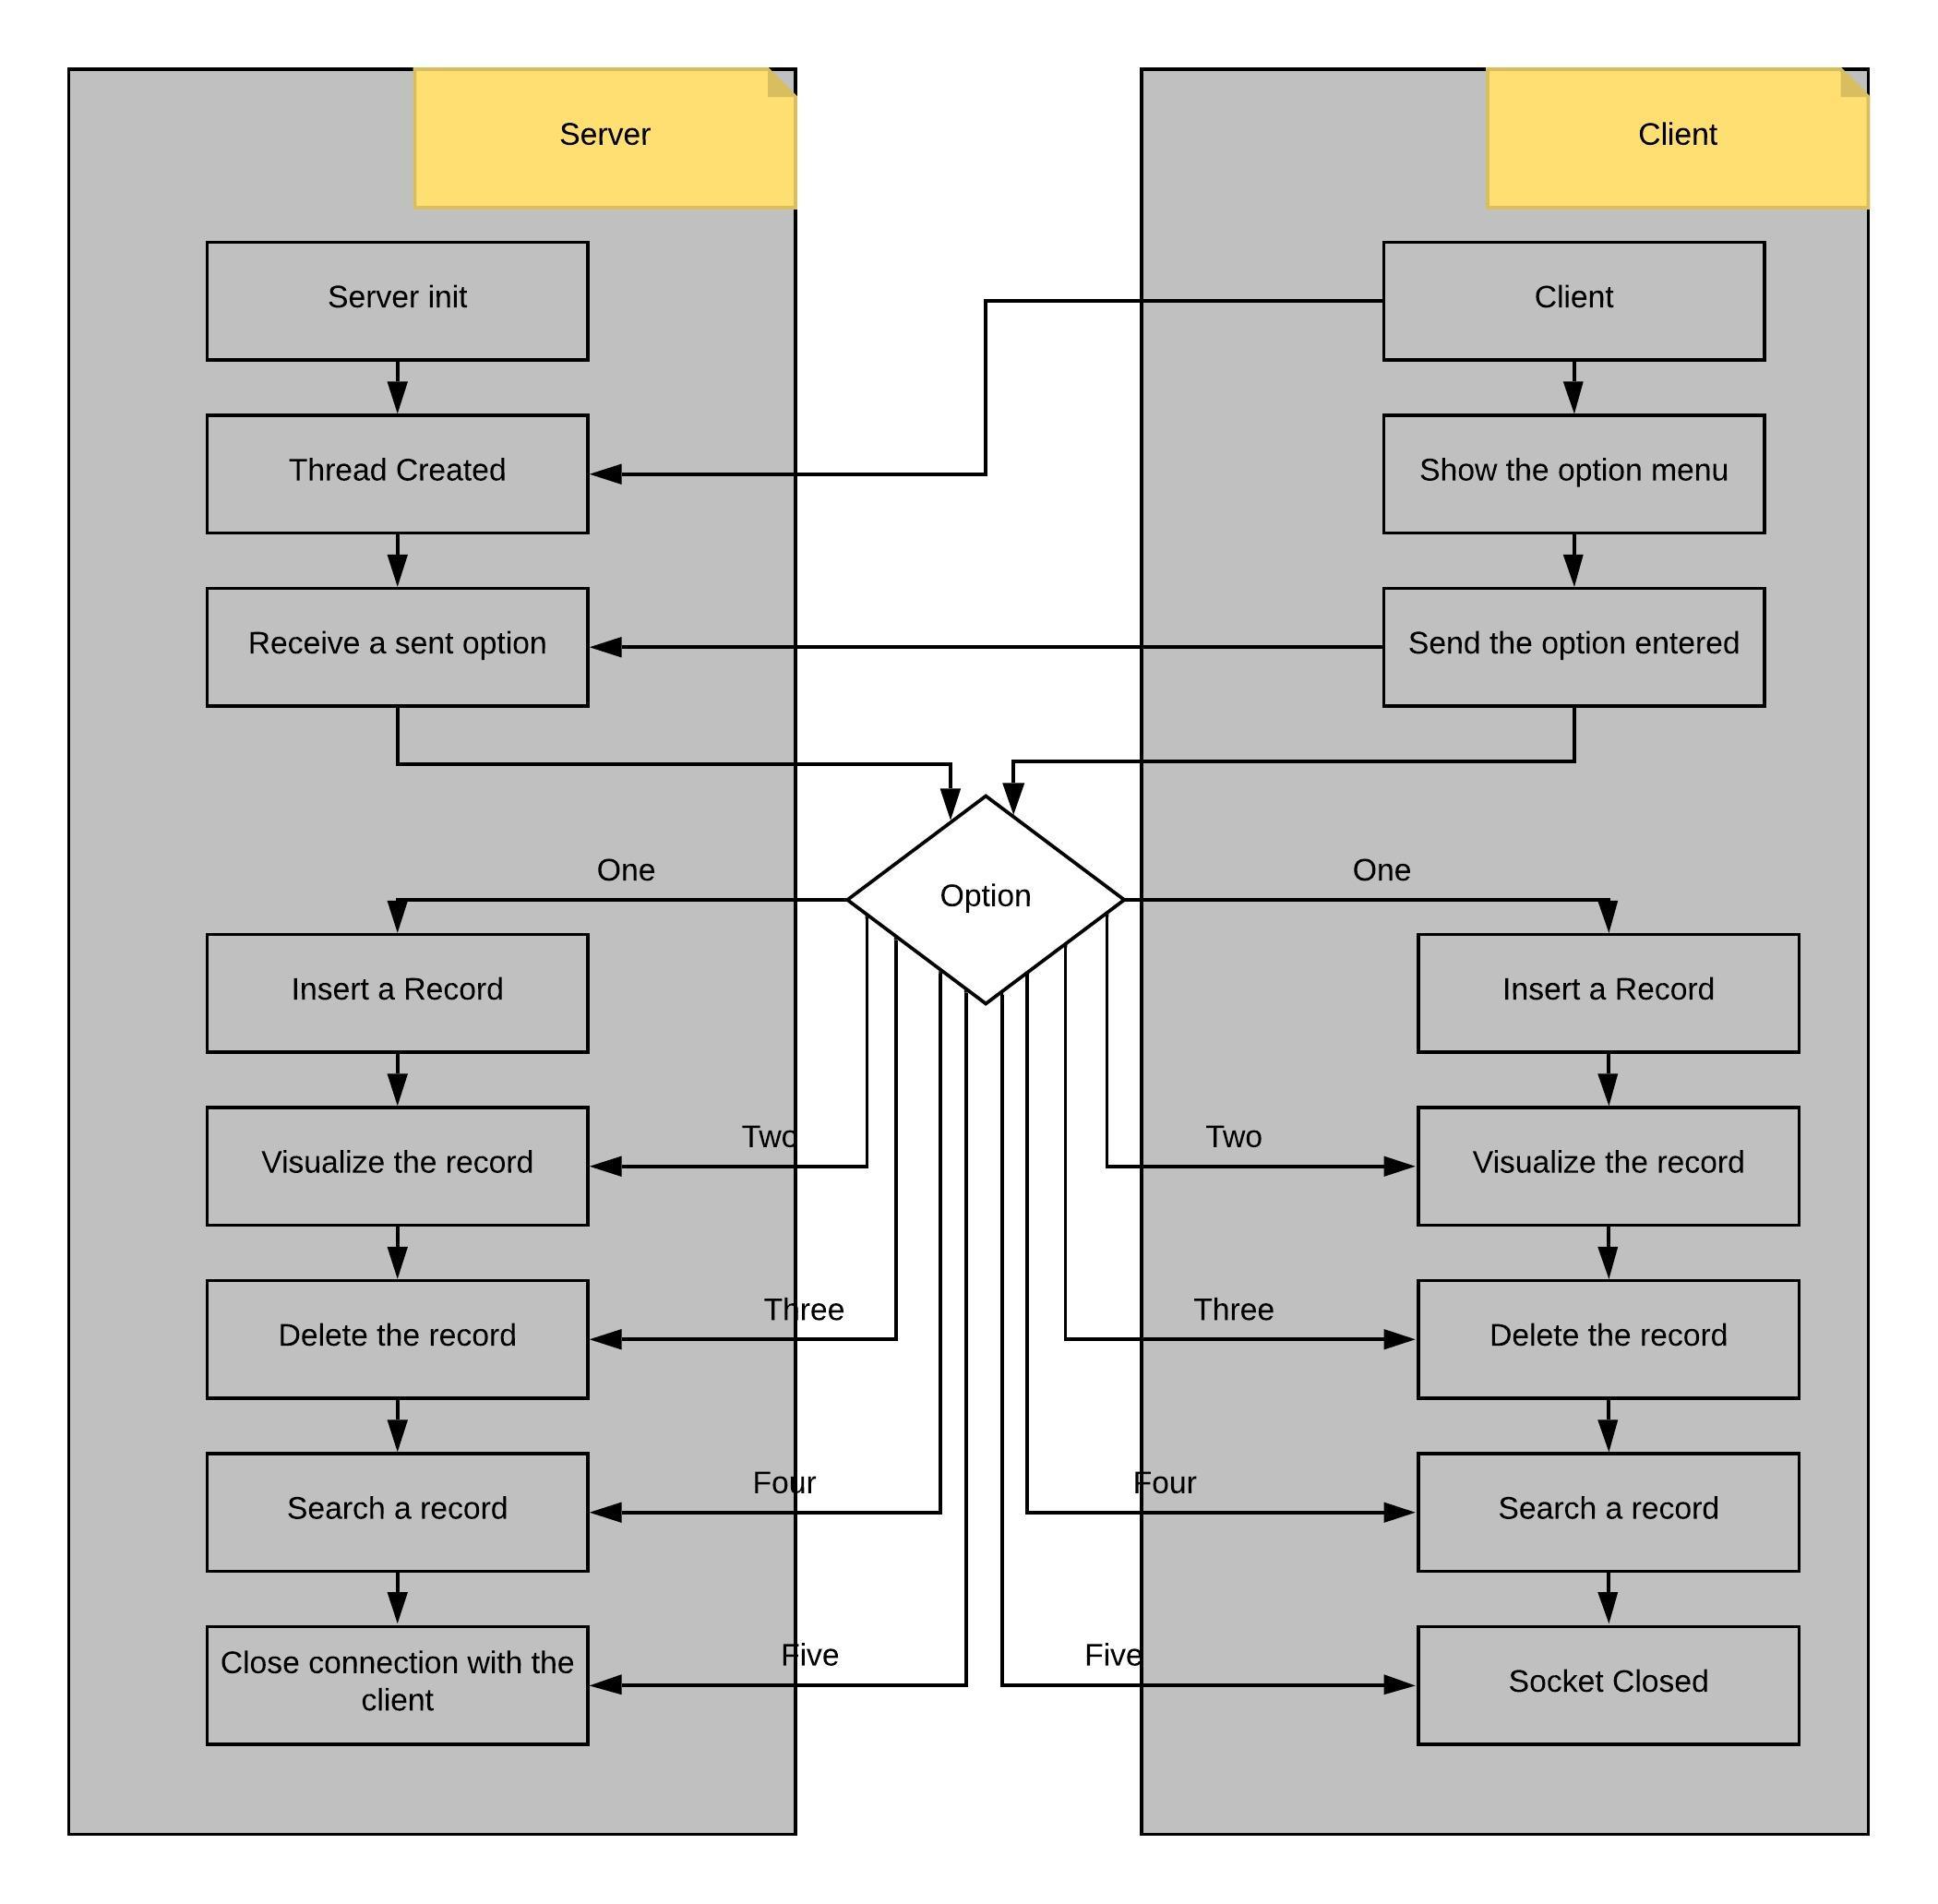 Server
Client
Server init
Client
Thread Created
Show the option menu
Receive a sent option
Send the option entered
One
One
Option
Insert a Record
Insert a Record
Two
Two
Visualize the record
Visualize the record
Three
Three
Delete the record
Delete the record
Four
Four
Search a record
Search a record
Five
Five
Close connection with the
client
Socket Closed